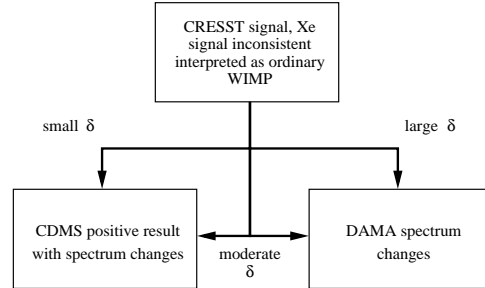 CRESST signal, Xe
signal inconsistent
interpreted as ordinary
WIMP
small δ
large δ
CDMS positive result
with spectrum changes
moderate
δ
DAMA spectrum
changes